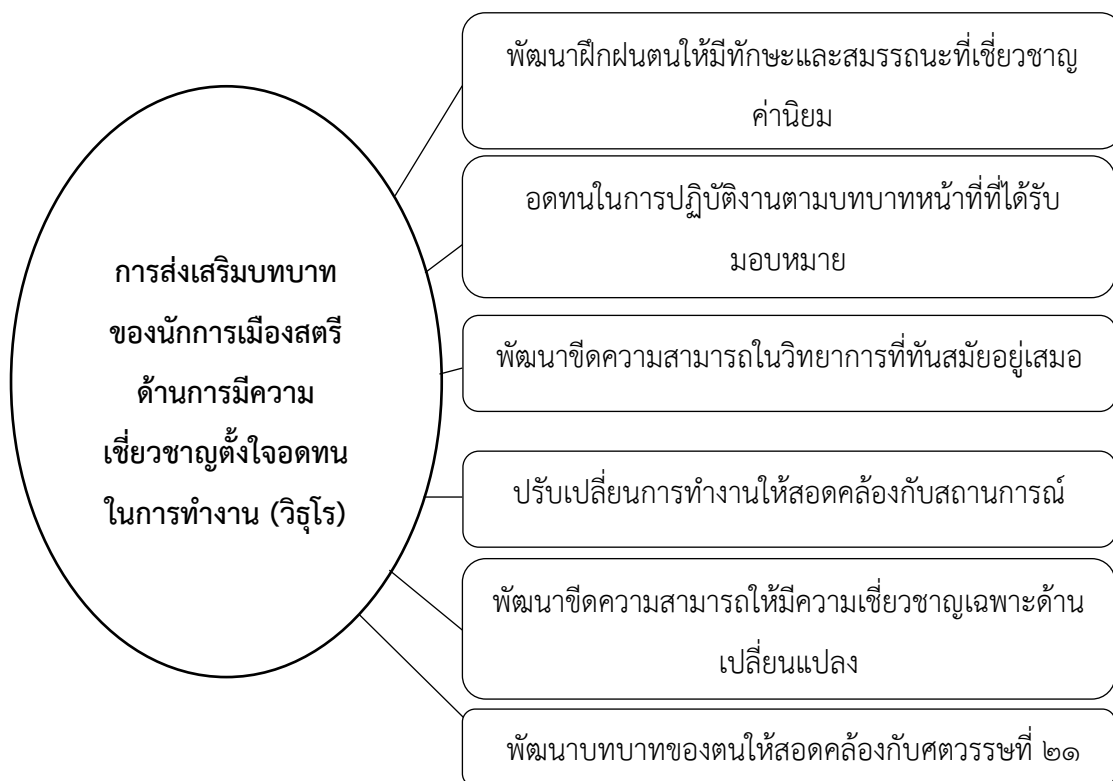 การส่งเสริมบทบาท
ของนักการเมืองสตรี
ด้านการมีความ
เชี่ยวชาญตั้งใจอดทน
ในการทำงาน (วิธุโร)
พัฒนาฝึกฝนตนให้มีทักษะและสมรรถนะที่เชี่ยวชาญ
ค่านิยม
อดทนในการปฏิบัติงานตามบทบาทหน้าที่ที่ได้รับ
มอบหมาย
พัฒนาขีดความสามารถในวิทยาการที่ทันสมัยอยู่เสมอ
ปรับเปลี่ยนการทำงานให้สอดคล้องกับสถานการณ์
พัฒนาขีดความสามารถให้มีความเชี่ยวชาญเฉพาะด้าน
เปลี่ยนแปลง
พัฒนาบทบาทของตนให้สอดคล้องกับศตวรรษที่ ๒๑